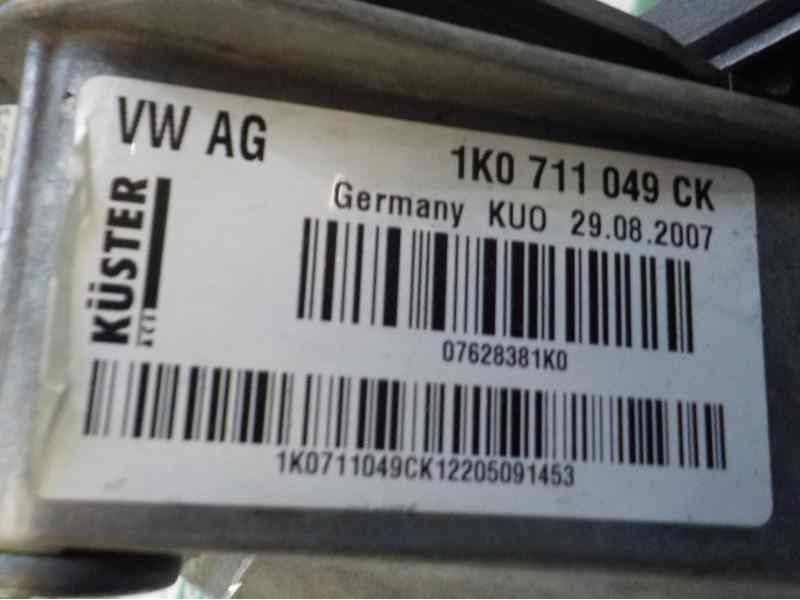 VW AG
1K0 711 049 CK
Germany KUO 29.08.2007
KÜSTER
07628381K0
1K0711049CK12205091453